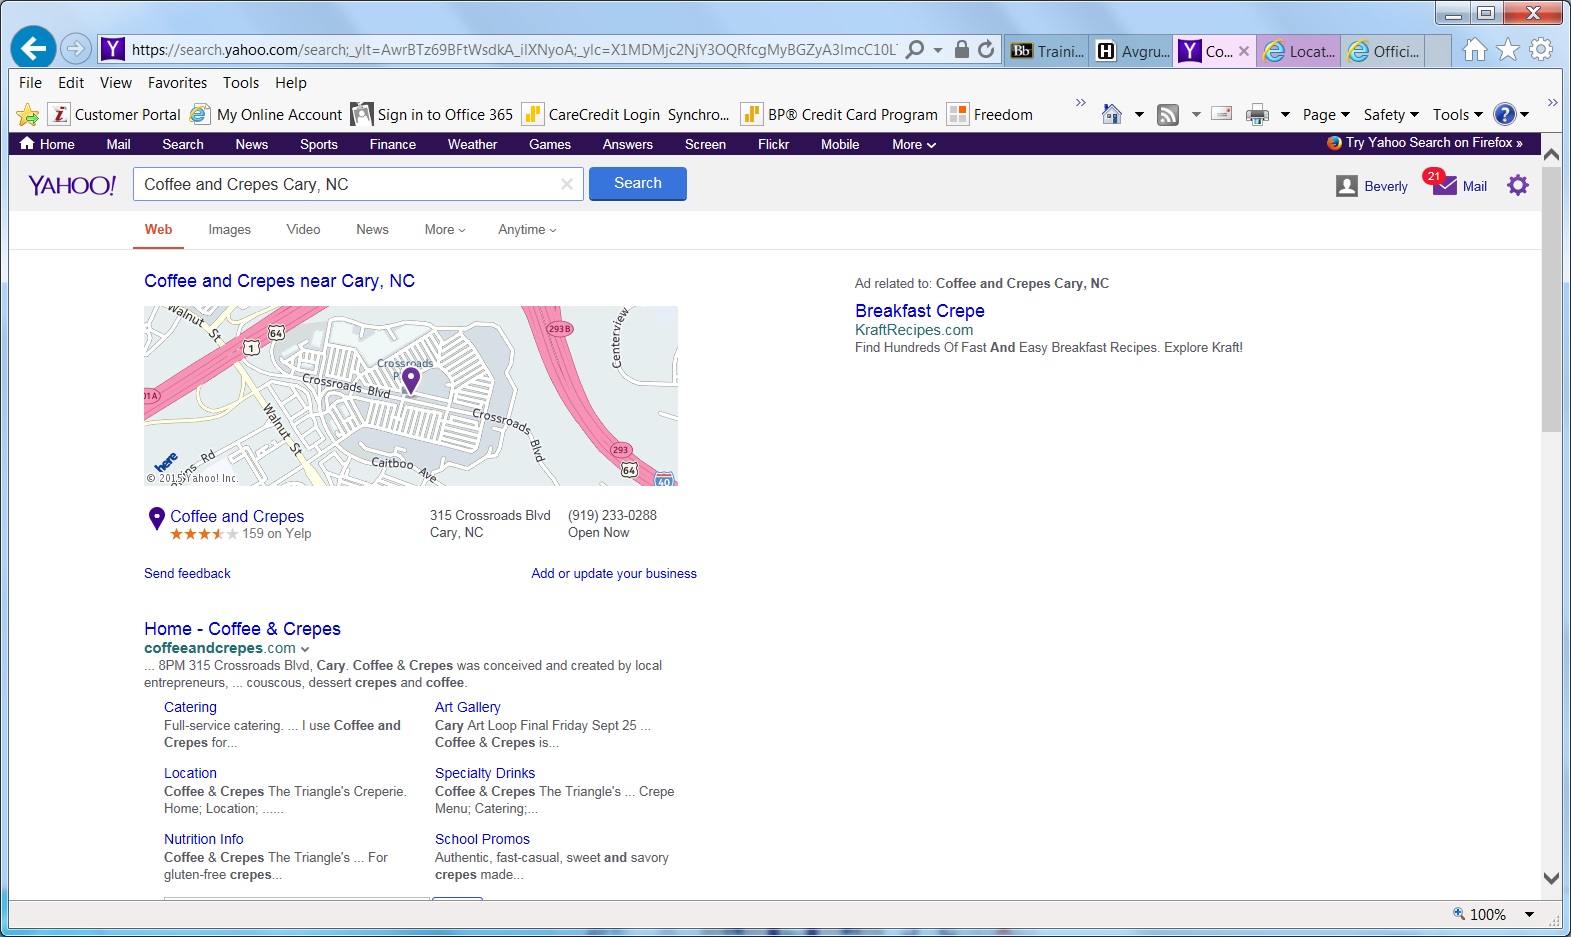 https://search.yahoo.com/search;_ylt=AwrBTz69BFtWsdkA_ilXNyoA;_ylc=X1MDMjc2NjY3OQRfcgMyBGZyA3ImcC10L
Traini... Avgru... Co... Locat... Offici...
File Edit View Favorites Tools Help
Customer Portal My Online Account Sign in to Office 365 CareCredit Login Synchro... BP® Credit Card Program Freedom » Page Safety Tools »
Home Mail Search News Sports Finance Weather Games Answers Screen Flickr Mobile More Try Yahoo Search on Firefox »
YAHOO! Coffee and Crepes Cary, NC Search Beverly 21 Mail
Web Images Video News More Anytime
Coffee and Crepes near Cary, NC
Walnut St
64
1
Crossroads
Crossroads Blvd
Walnut St
Crossroads Blvd
Caitboo Ave
293B
Centerview
293
64
40
here
© 2015 Yahoo! Inc.
Coffee and Crepes 315 Crossroads Blvd (919) 233-0288
159 on Yelp Cary, NC Open Now
Send feedback Add or update your business
Home - Coffee & Crepes
coffeeandcrepes.com
... 8PM 315 Crossroads Blvd, Cary. Coffee & Crepes was conceived and created by local
entrepreneurs, ... couscous, dessert crepes and coffee.
Catering
Full-service catering. ... I use Coffee and
Crepes for...
Art Gallery
Cary Art Loop Final Friday Sept 25 ...
Coffee & Crepes is...
Location
Coffee & Crepes The Triangle's Creperie.
Home; Location; ......
Specialty Drinks
Coffee & Crepes The Triangle's ... Crepe
Menu; Catering;...
Nutrition Info
Coffee & Crepes The Triangle's ... For
gluten-free crepes...
School Promos
Authentic, fast-casual, sweet and savory
crepes made...
Ad related to: Coffee and Crepes Cary, NC
Breakfast Crepe
KraftRecipes.com
Find Hundreds Of Fast And Easy Breakfast Recipes. Explore Kraft!
100%